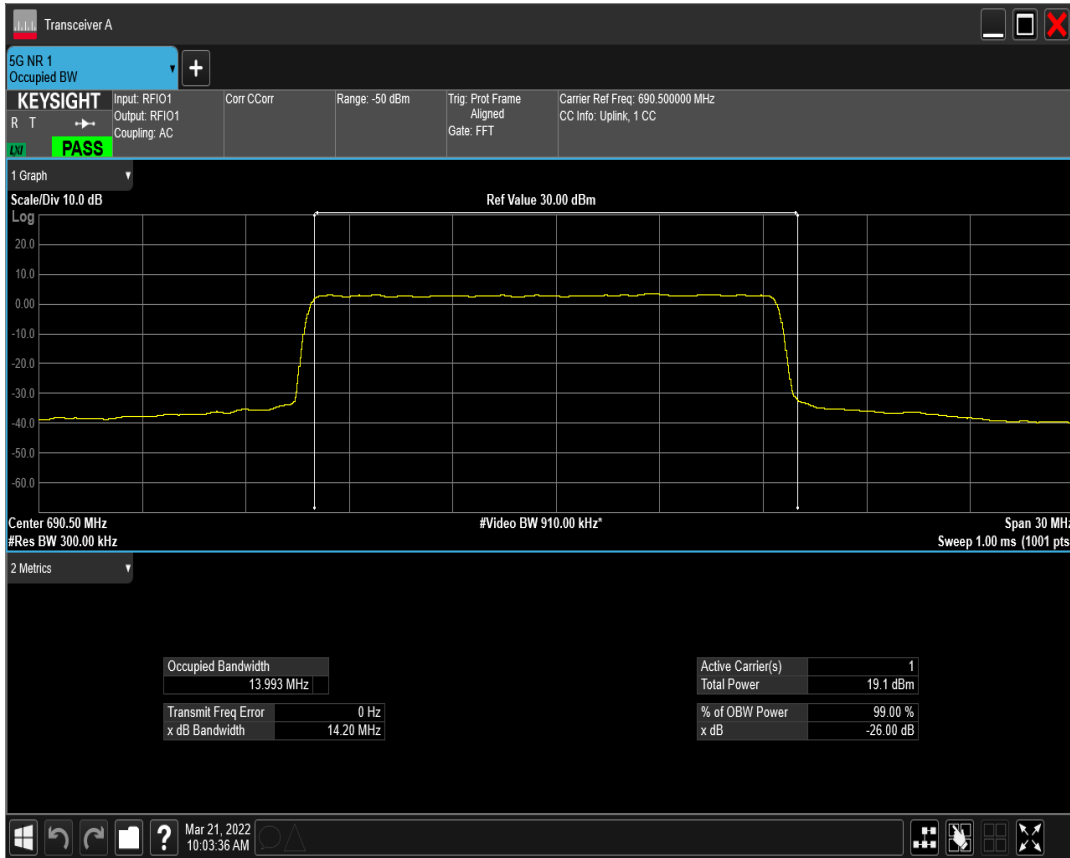 Transceiver A
5G NR 1
Occupied BW
KEYSIGHT
R T
LXI
PASS
Input: RFIO1
Output: RFIO1
Coupling: AC
Corr CCorr
Range: -50 dBm
Trig: Prot Frame
Aligned
Gate: FFT
Carrier Ref Freq: 690.500000 MHz
CC Info: Uplink, 1 CC
1 Graph
Scale/Div 10.0 dB
Ref Value 30.00 dBm
Log
20.0
10.0
0.00
-10.0
-20.0
-30.0
-40.0
-50.0
-60.0
Center 690.50 MHz
#Video BW 910.00 kHz*
Span 30 MHz
#Res BW 300.00 kHz
Sweep 1.00 ms (1001 pts
2 Metrics
Occupied Bandwidth
13.993 MHz
Transmit Freq Error 0 Hz
x dB Bandwidth 14.20 MHz
Active Carrier(s) 1
Total Power 19.1 dBm
% of OBW Power 99.00 %
x dB -26.00 dB
?
Mar 21, 2022
10:03:36 AM